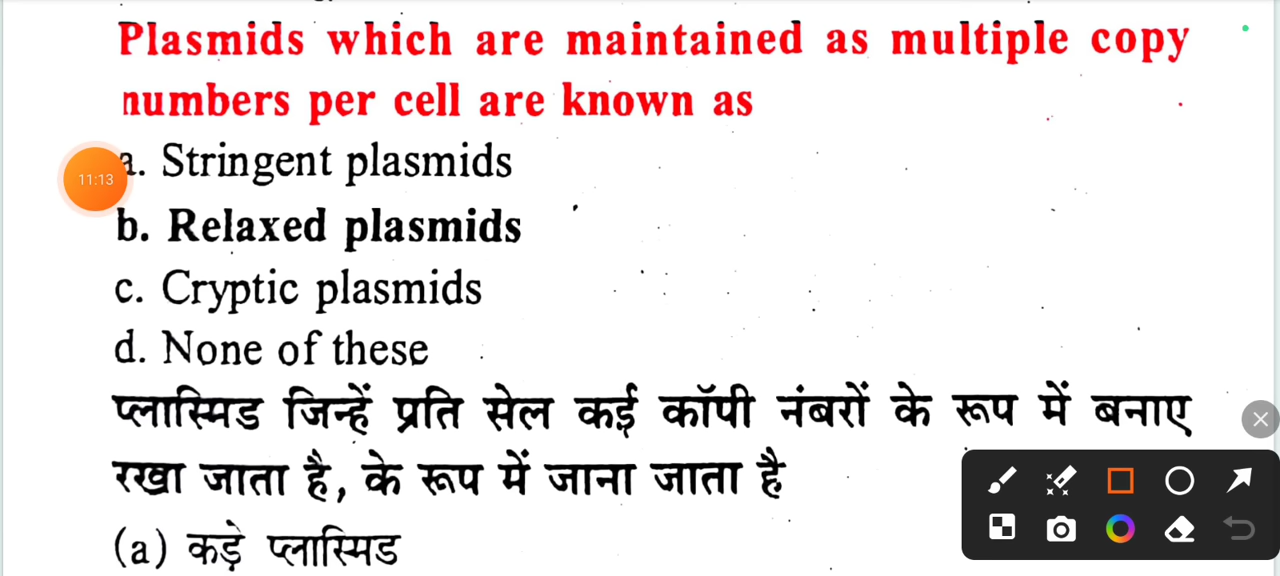 Plasmids which are maintained as multiple copy
numbers per cell are known as
a. Stringent plasmids
11:13
b. Relaxed plasmids
c. Cryptic plasmids
d. None of these
प्लास्मिड जिन्हें प्रति सेल कई कॉपी नंबरों के रूप में बनाए
रखा जाता है, के रूप में जाना जाता है
(a) कड़े प्लास्मिड